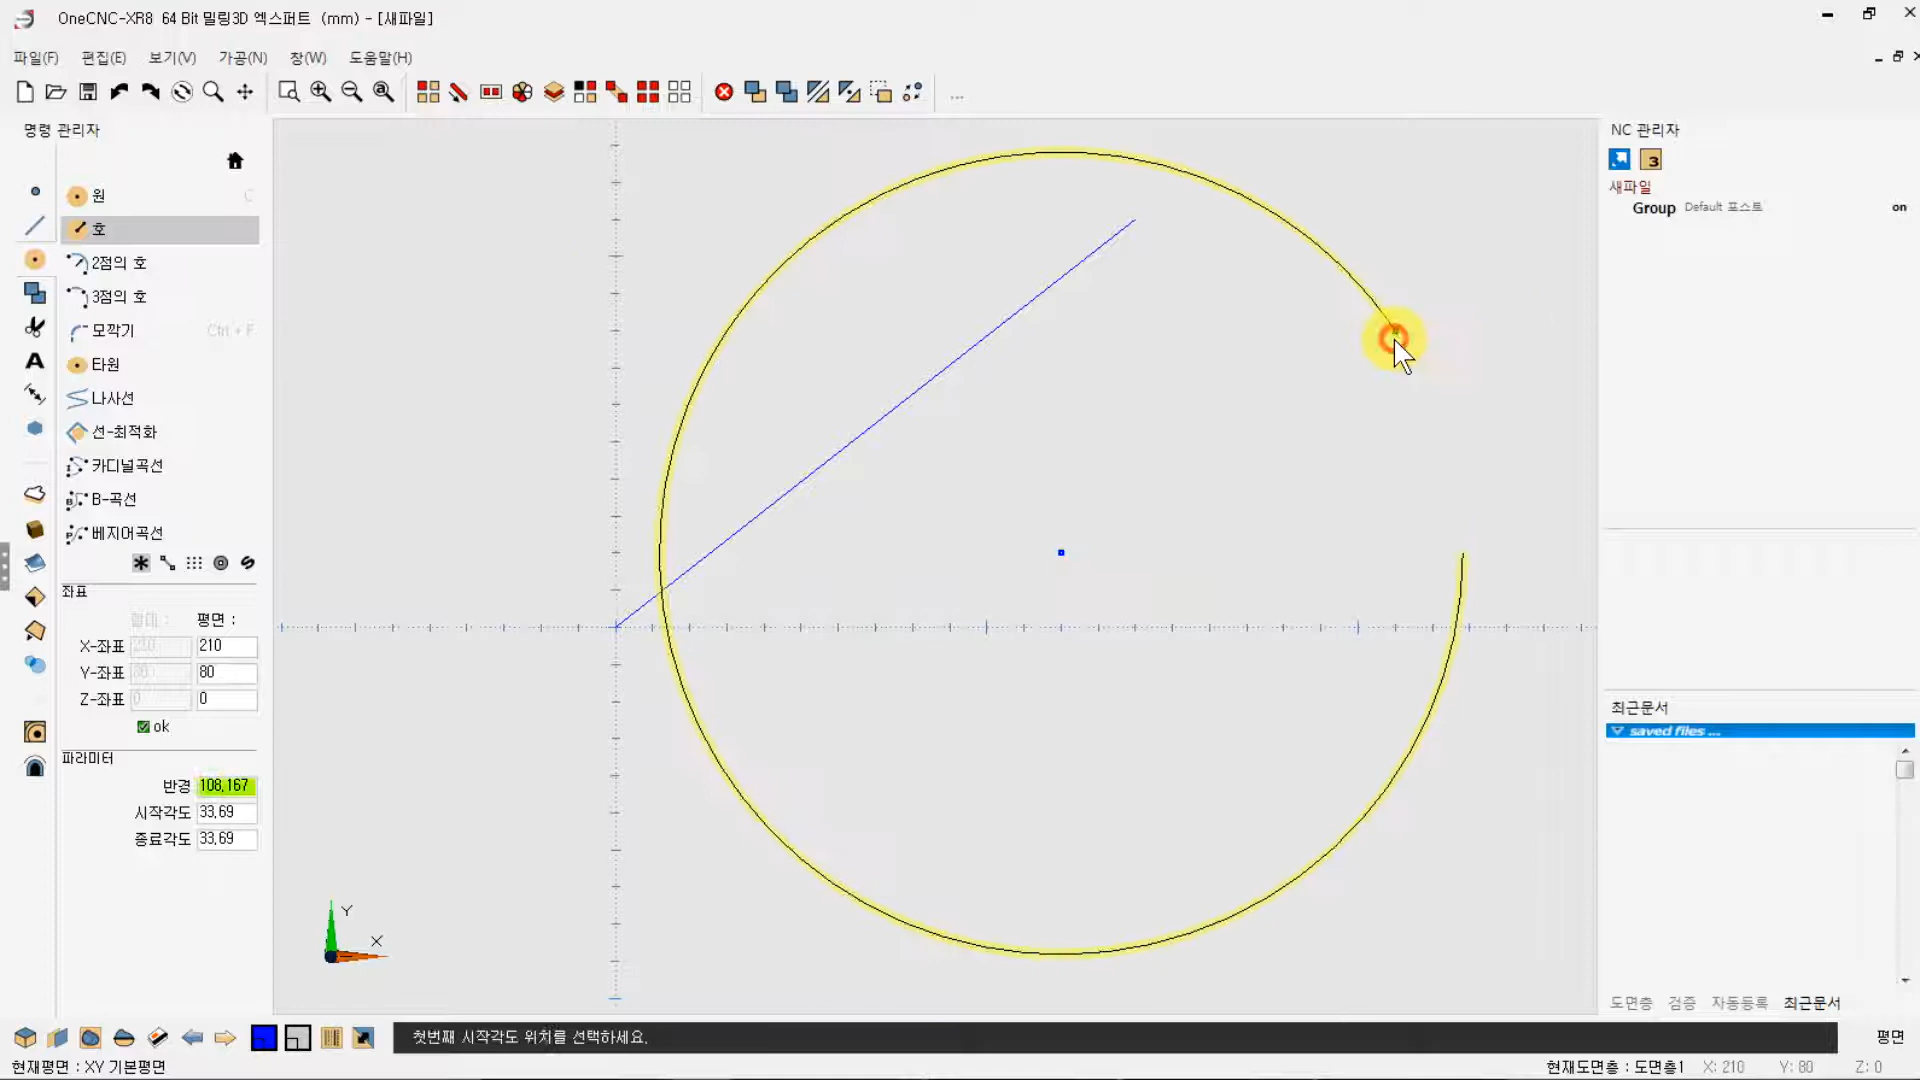 OneCNC-XR8 64 Bit 밀링3D 엑스퍼트 (mm) - [새파일]
파일(F) 편집(E) 보기(V) 가공(N) 창(W) 도움말(H)
...
명령 관리자
원 C
호
2점의 호
3점의 호
모깍기 Ctrl + F
타원
나사선
선-최적화
카디널곡선
B-곡선
베지어곡선
좌표
평면 :
X-좌표 210
Y-좌표 80
Z-좌표 0 0
ok
파라미터
반경 108,167
시작각도 33,69
종료각도 33,69
Y
X
NC 관리자
3
새파일
Group Default 포스트 on
최근문서
saved files ...
도면층 검증 자동등록 최근문서
첫번째 시작각도 위치를 선택하세요.
평면
현재평면 : XY 기본평면
현재도면층 : 도면층1 X: 210 Y: 80 Z: 0